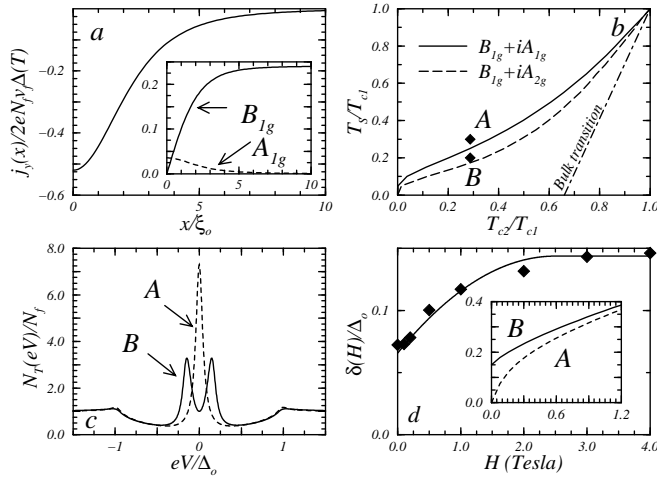 a
j_y(x)/2eN_f v_f Δ(T)
−0.2
−0.4
−0.6
0
5
10
x/ξ_o
0.2
0.1
0.0
0
5
10
B_1g
A_1g
b
T_s/T_c1
1.0
0.8
0.6
0.4
0.2
0.0
0.0
0.2
0.4
0.6
0.8
1.0
T_c2/T_c1
B_1g+iA_1g
B_1g+iA_2g
A
B
Bulk transition
c
N_T(eV)/N_f
8.0
6.0
4.0
2.0
0.0
−1
0
1
eV/Δ_o
A
B
d
δ(H)/Δ_o
0.1
0.0
0.0
1.0
2.0
3.0
4.0
H (Tesla)
0.4
0.2
0.0
0.0
0.6
1.2
B
A